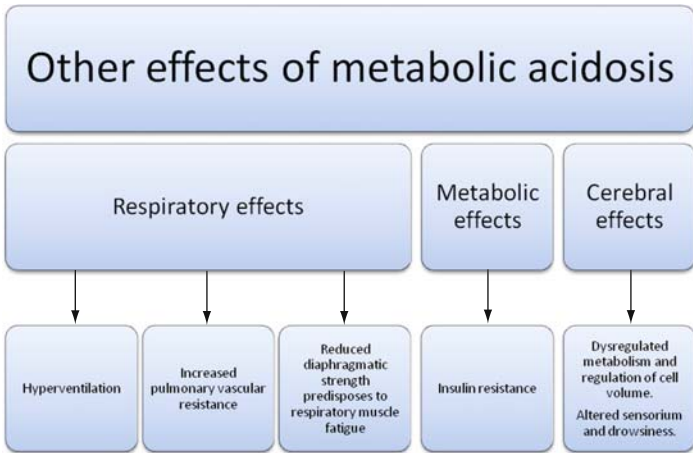 Other effects of metabolic acidosis
Respiratory effects
Metabolic
effects
Cerebral
effects
Hyperventilation
Increased
pulmonary vascular
resistance
Reduced
diaphragmatic
strength
predisposes to
respiratory muscle
fatigue
Insulin resistance
Dysregulated
metabolism and
regulation of cell
volume.
Altered sensorium
and drowsiness.